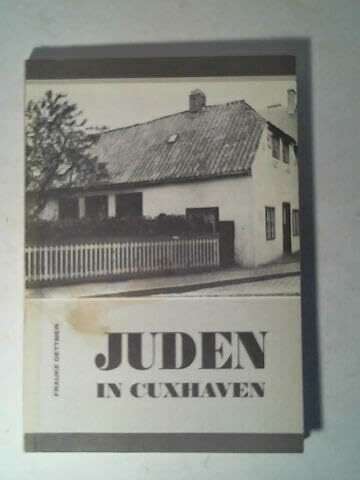 JUDEN
IN CUXHAVEN
FRAUKE DETTMER